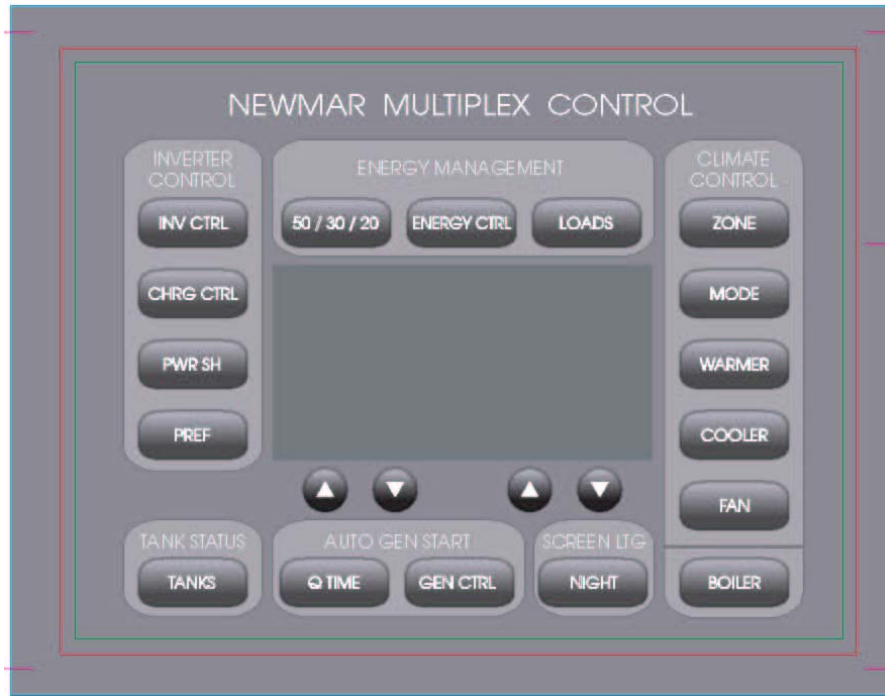 NEWMAR MULTIPLEX CONTROL
INVERTER
CONTROL
INV CTRL
CHRG CTRL
PWR SH
PREF
ENERGY MANAGEMENT
50 / 30 / 20
ENERGY CTRL
LOADS
CLIMATE
CONTROL
ZONE
MODE
WARMER
COOLER
FAN
BOILER
TANK STATUS
TANKS
AUTO GEN START
Q TIME
GEN CTRL
SCREEN LTG
NIGHT